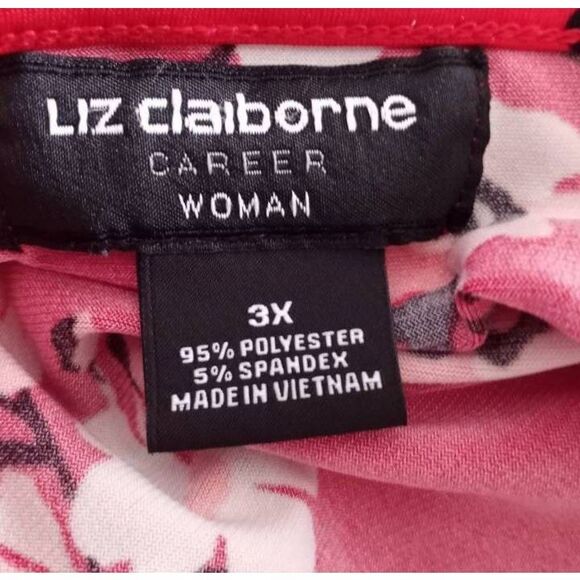 Liz claiborne
CAREER
WOMAN
3X
95% POLYESTER
5% SPANDEX
MADE IN VIETNAM